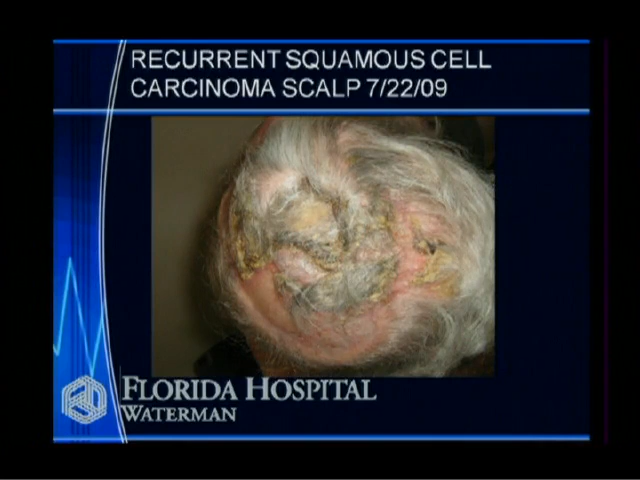 RECURRENT SQUAMOUS CELL
CARCINOMA SCALP 7/22/09
FLORIDA HOSPITAL
WATERMAN